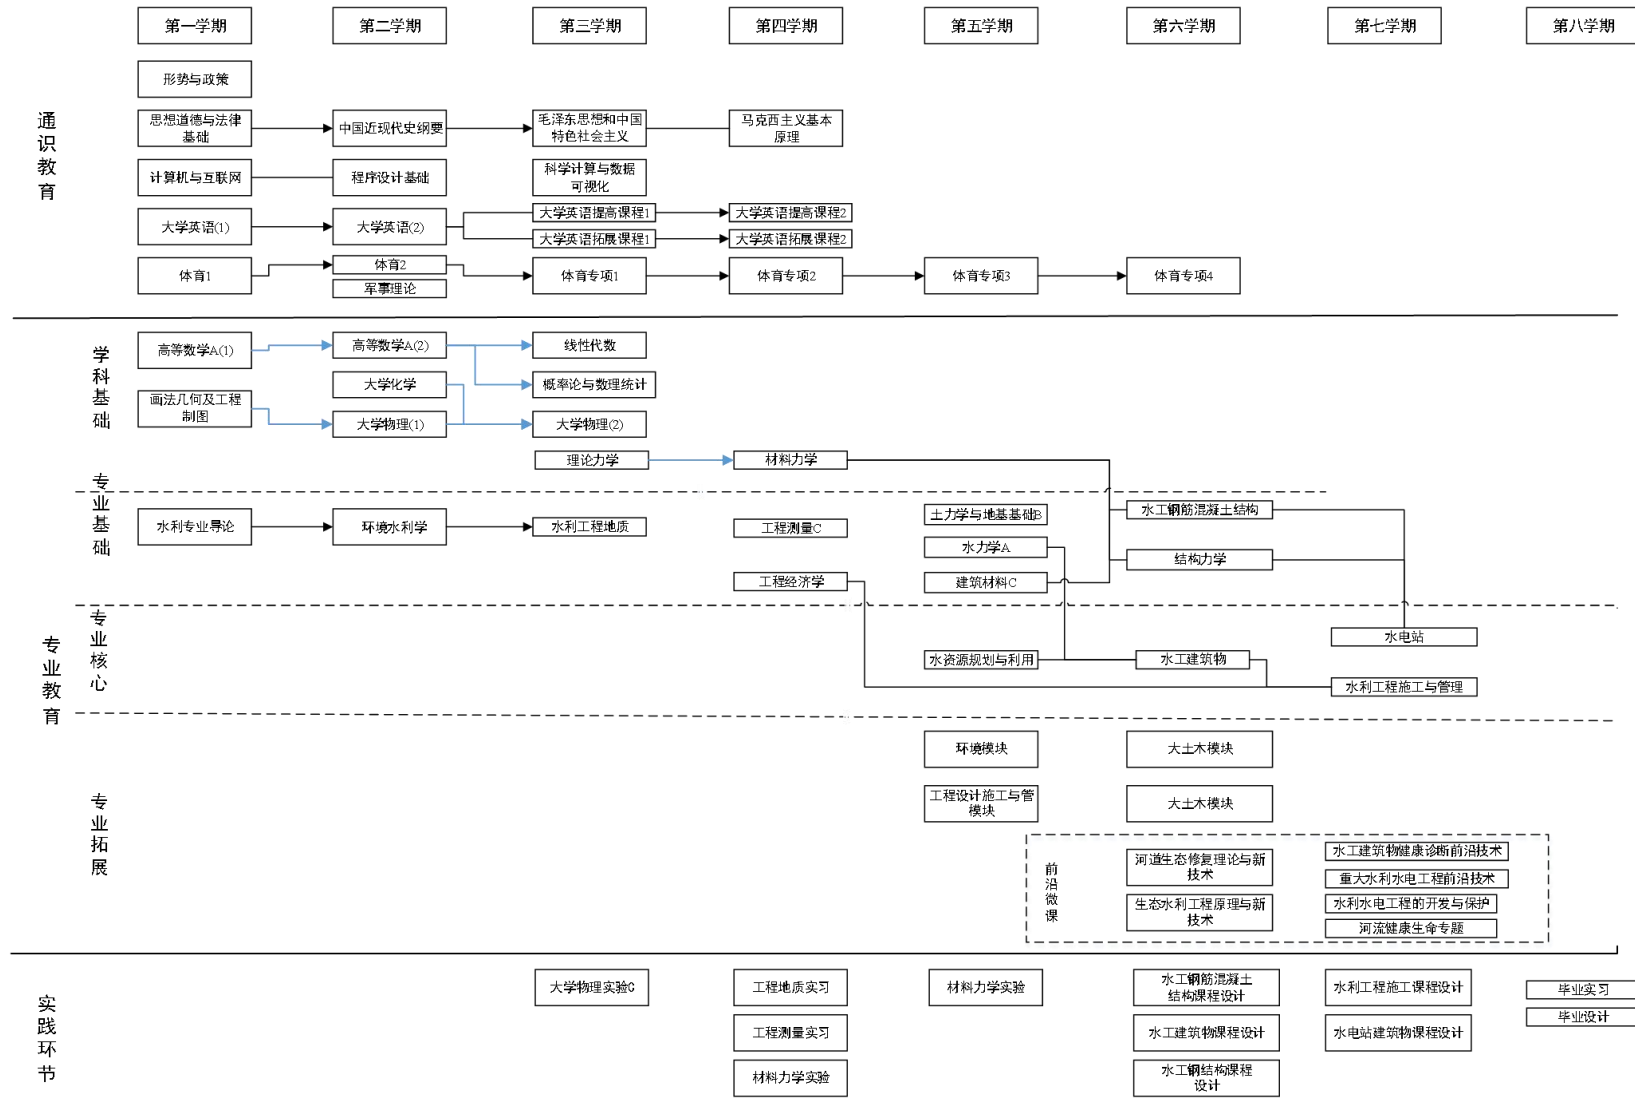 第一学期
第二学期
第三学期
第四学期
第五学期
第六学期
第七学期
第八学期
通识教育
形势与政策
思想道德与法律
基础
中国近现代史纲要
毛泽东思想和中国
特色社会主义
马克西主义基本
原理
计算机与互联网
程序设计基础
科学计算与数据
可视化
大学英语(1)
大学英语(2)
大学英语提高课程1
大学英语提高课程2
大学英语拓展课程1
大学英语拓展课程2
体育1
体育2
军事理论
体育专项1
体育专项2
体育专项3
体育专项4
学科基础
高等数学A(1)
高等数学A(2)
线性代数
大学化学
概率论与数理统计
画法几何及工程
制图
大学物理(1)
大学物理(2)
理论力学
材料力学
专业基础
水利专业导论
环境水利学
水利工程地质
工程测量C
土力学与地基基础B
水工钢筋混凝土结构
水力学A
结构力学
工程经济学
建筑材料C
专业教育
专业核心
水电站
水资源规划与利用
水工建筑物
水利工程施工与管理
专业拓展
环境模块
大土木模块
工程设计施工与管
模块
大土木模块
前沿微课
河道生态修复理论与新
技术
生态水利工程原理与新
技术
水工建筑物健康诊断前沿技术
重大水利水电工程前沿技术
水利水电工程的开发与保护
河流健康生命专题
实践环节
大学物理实验C
工程地质实习
材料力学实验
水工钢筋混凝土
结构课程设计
水利工程施工课程设计
毕业实习
毕业设计
工程测量实习
水工建筑物课程设计
水电站建筑物课程设计
材料力学实验
水工钢结构课程
设计